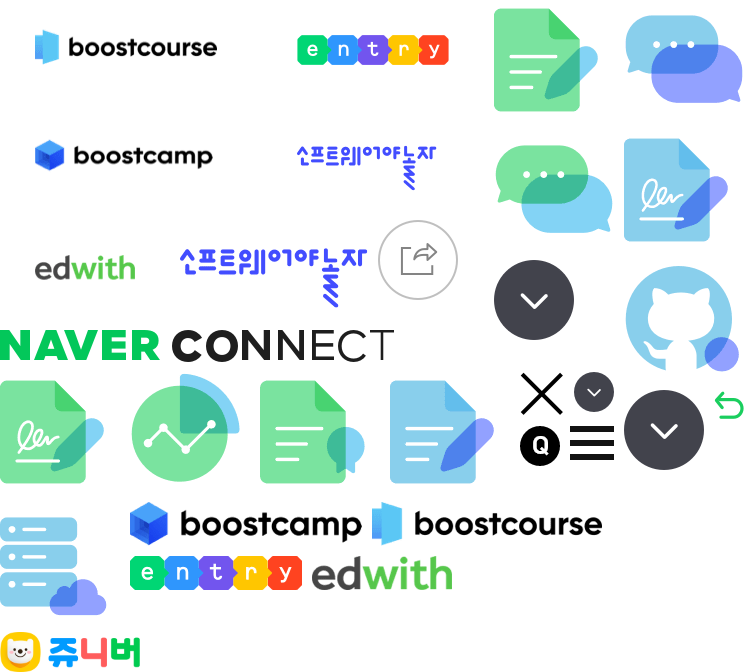 boostcourse
entry
boostcamp
소프트웨어야놀자
edwith
소프트웨어야놀자
NAVER CONNECT
Q
boostcamp
boostcourse
entry
edwith
쥬니버